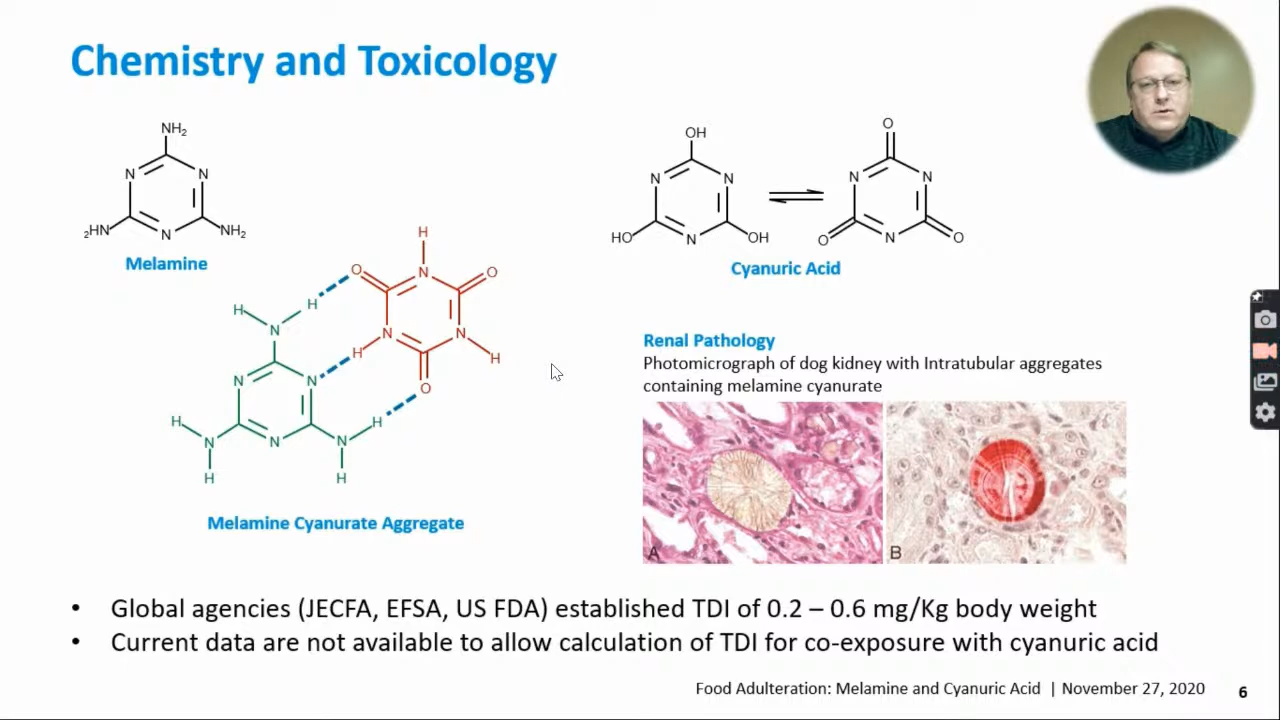 Chemistry and Toxicology
NH2
N
N
2HN
N
NH2
Melamine
OH
N
N
HO
N
OH
O
N
N
O
N
O
Cyanuric Acid
H
O
N
O
H
H
N
N
N
H
H
O
N
N
H
H
N
N
N
H
H
Melamine Cyanurate Aggregate
Renal Pathology
Photomicrograph of dog kidney with Intratubular aggregates
containing melamine cyanurate
A
B
• Global agencies (JECFA, EFSA, US FDA) established TDI of 0.2 – 0.6 mg/Kg body weight
• Current data are not available to allow calculation of TDI for co-exposure with cyanuric acid
Food Adulteration: Melamine and Cyanuric Acid | November 27, 2020
6